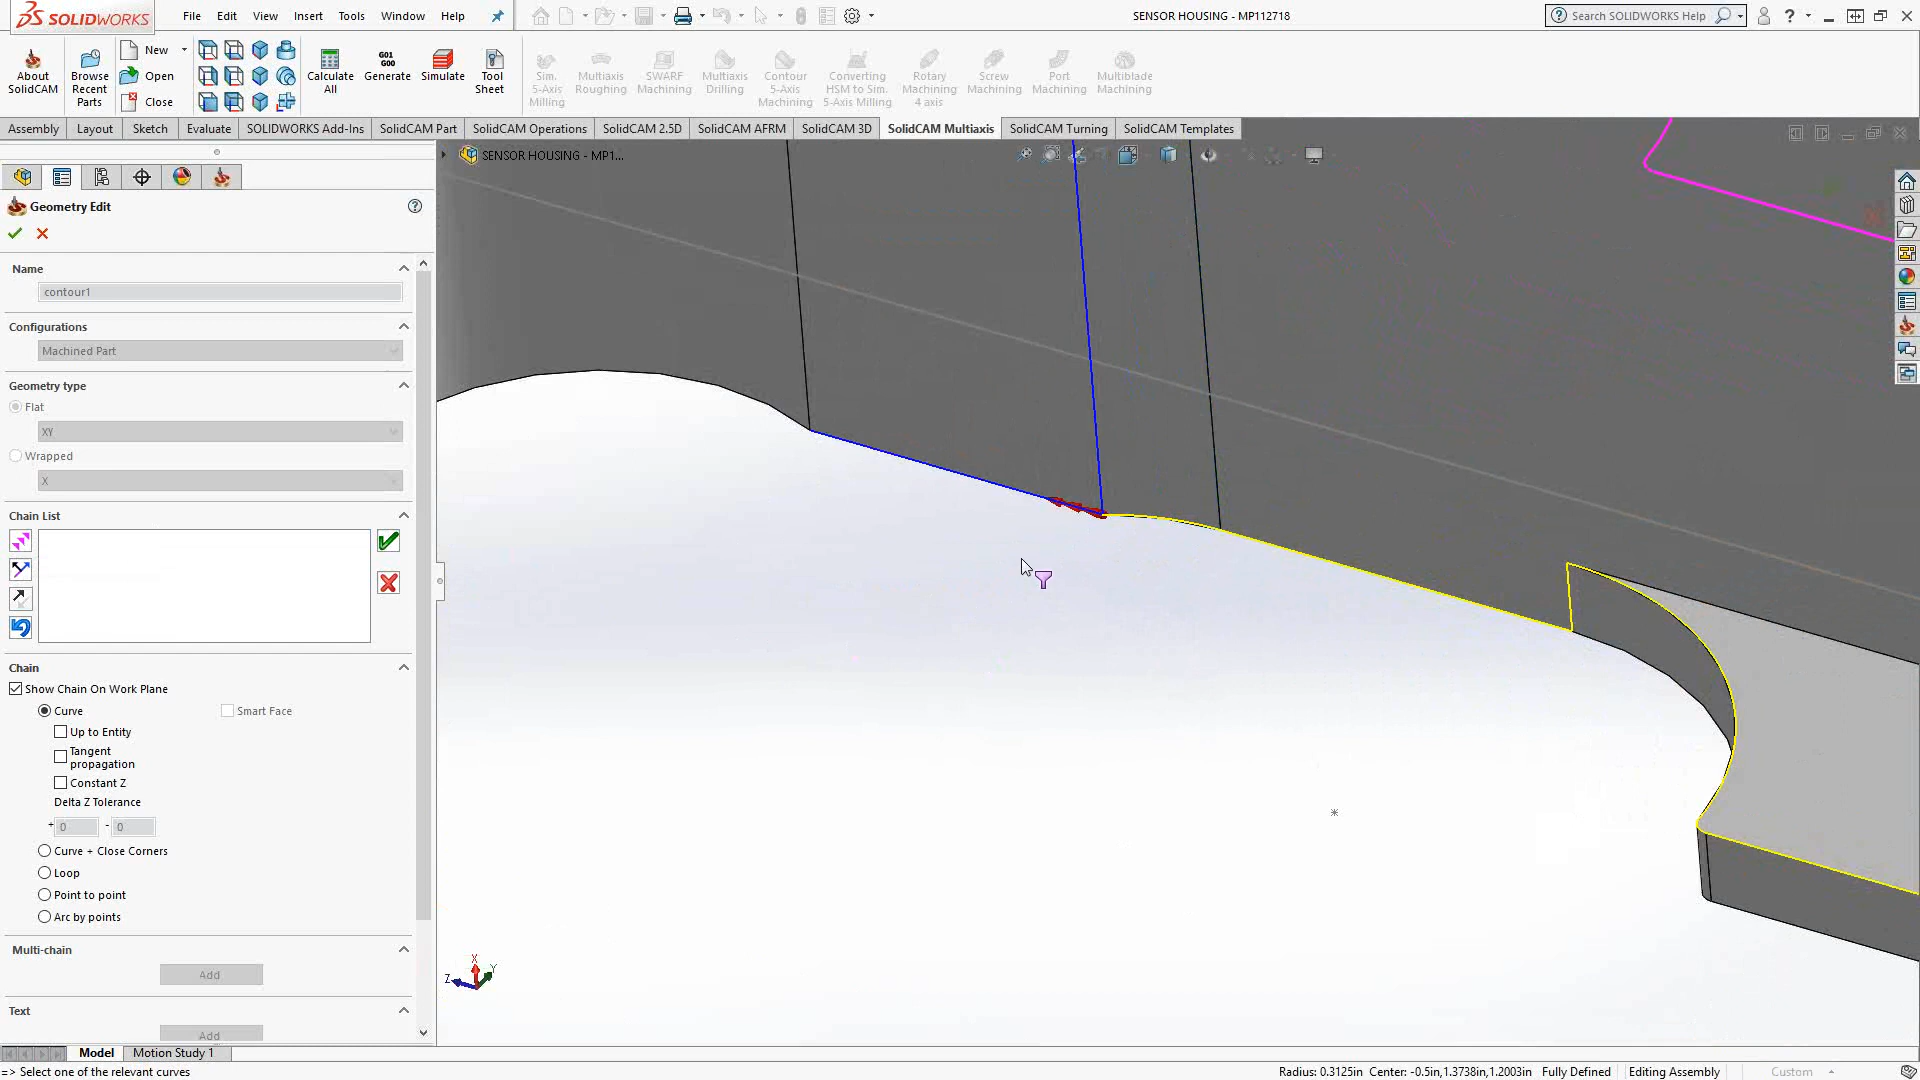 SOLIDWORKS
File Edit View Insert Tools Window Help
SENSOR HOUSING - MP112718
Search SOLIDWORKS Help
About SolidCAM
Browse Recent Parts
New
Open
Close
Calculate All
G01 G00
Generate
Simulate
Tool Sheet
Sim. 5-Axis Milling
Multiaxis Roughing
SWARF Machining
Multiaxis Drilling
Contour 5-Axis Machining
Converting HSM to Sim. 5-Axis Milling
Rotary Machining 4 axis
Screw Machining
Port Machining
Multiblade Machining
Assembly Layout Sketch Evaluate SOLIDWORKS Add-Ins SolidCAM Part SolidCAM Operations SolidCAM 2.5D SolidCAM AFRM SolidCAM 3D SolidCAM Multiaxis SolidCAM Turning SolidCAM Templates
SENSOR HOUSING - MP1...
Geometry Edit
Name
contour1
Configurations
Machined Part
Geometry type
Flat
XY
Wrapped
X
Chain List
Chain
Show Chain On Work Plane
Curve Smart Face
Up to Entity
Tangent propagation
Constant Z
Delta Z Tolerance
+ 0 - 0
Curve + Close Corners
Loop
Point to point
Arc by points
Multi-chain
Add
Text
Add
X
Y
Z
Model Motion Study 1
=> Select one of the relevant curves
Radius: 0.3125in Center: -0.5in,1.3738in,1.2003in Fully Defined Editing Assembly Custom